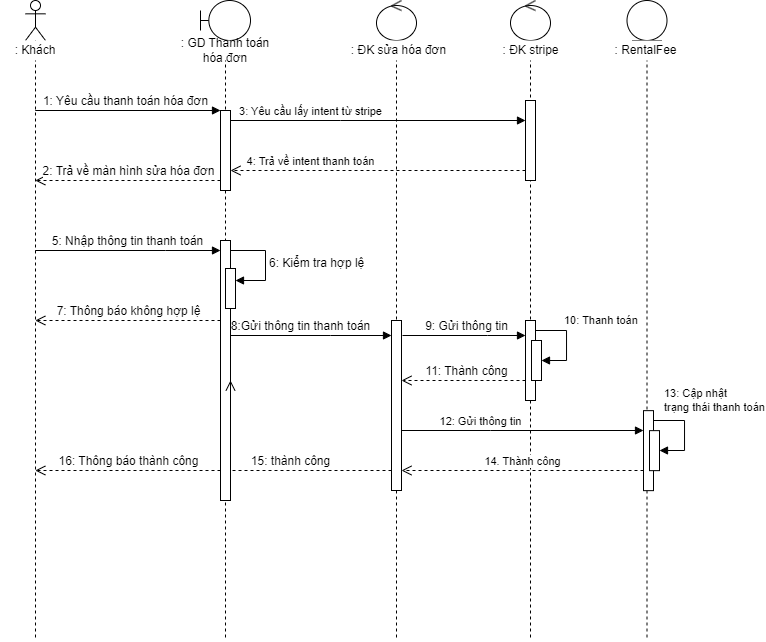 : Khách
: GD Thanh toán
hóa đơn
: ĐK sửa hóa đơn
: ĐK stripe
: RentalFee
1: Yêu cầu thanh toán hóa đơn
3: Yêu cầu lấy intent từ stripe
4: Trả về intent thanh toán
2: Trả về màn hình sửa hóa đơn
5: Nhập thông tin thanh toán
6: Kiểm tra hợp lệ
7: Thông báo không hợp lệ
8:Gửi thông tin thanh toán
9: Gửi thông tin
10: Thanh toán
11: Thành công
12: Gửi thông tin
13: Cập nhật
trạng thái thanh toán
14. Thành công
15: thành công
16: Thông báo thành công